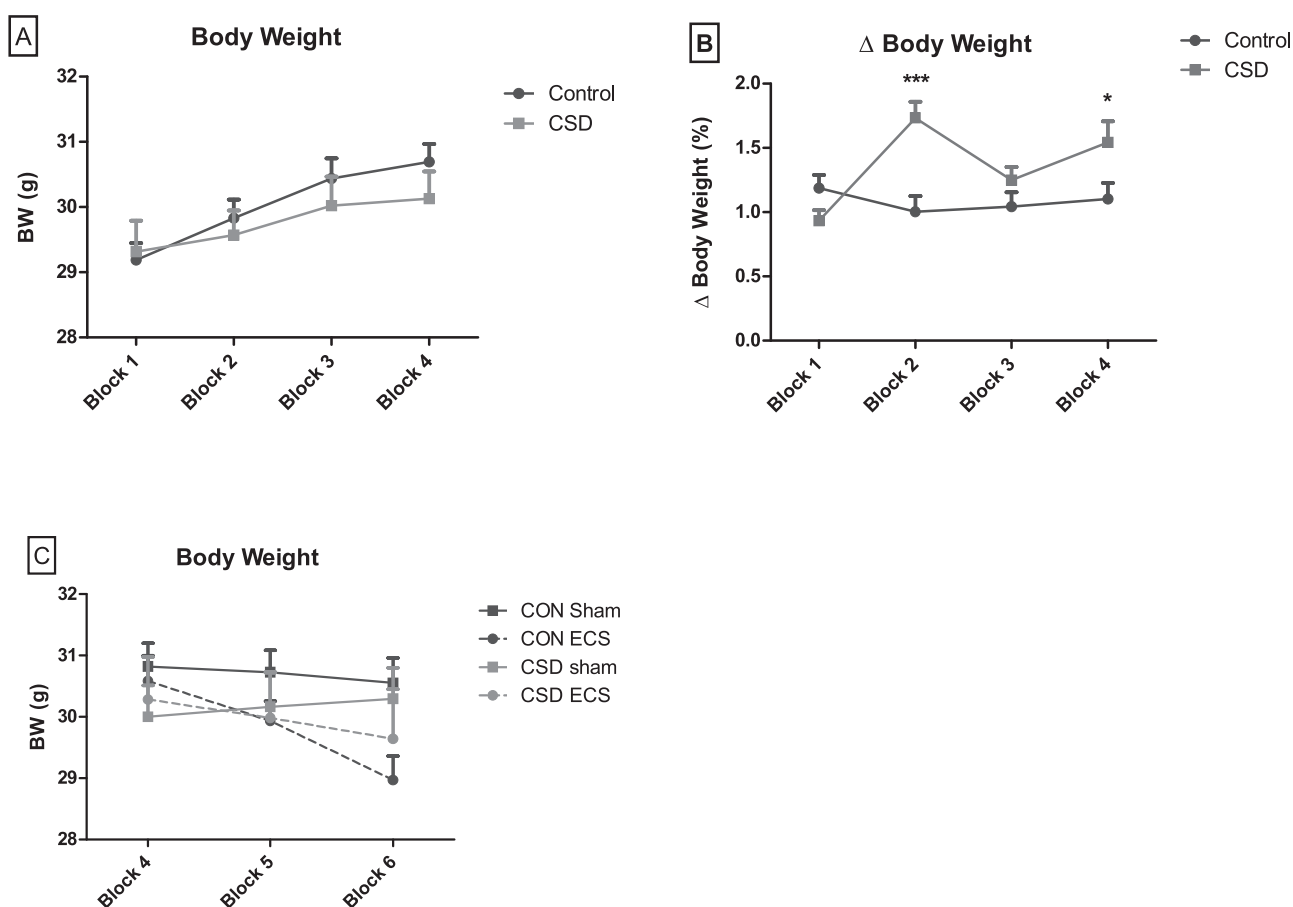 A
Body Weight
32
31
30
29
28
BW (g)
Block 1
Block 2
Block 3
Block 4
Control
CSD
B
Δ Body Weight
***
*
2.0
1.5
1.0
0.5
0.0
Δ Body Weight (%)
Block 1
Block 2
Block 3
Block 4
Control
CSD
C
Body Weight
32
31
30
29
28
BW (g)
Block 4
Block 5
Block 6
CON Sham
CON ECS
CSD sham
CSD ECS